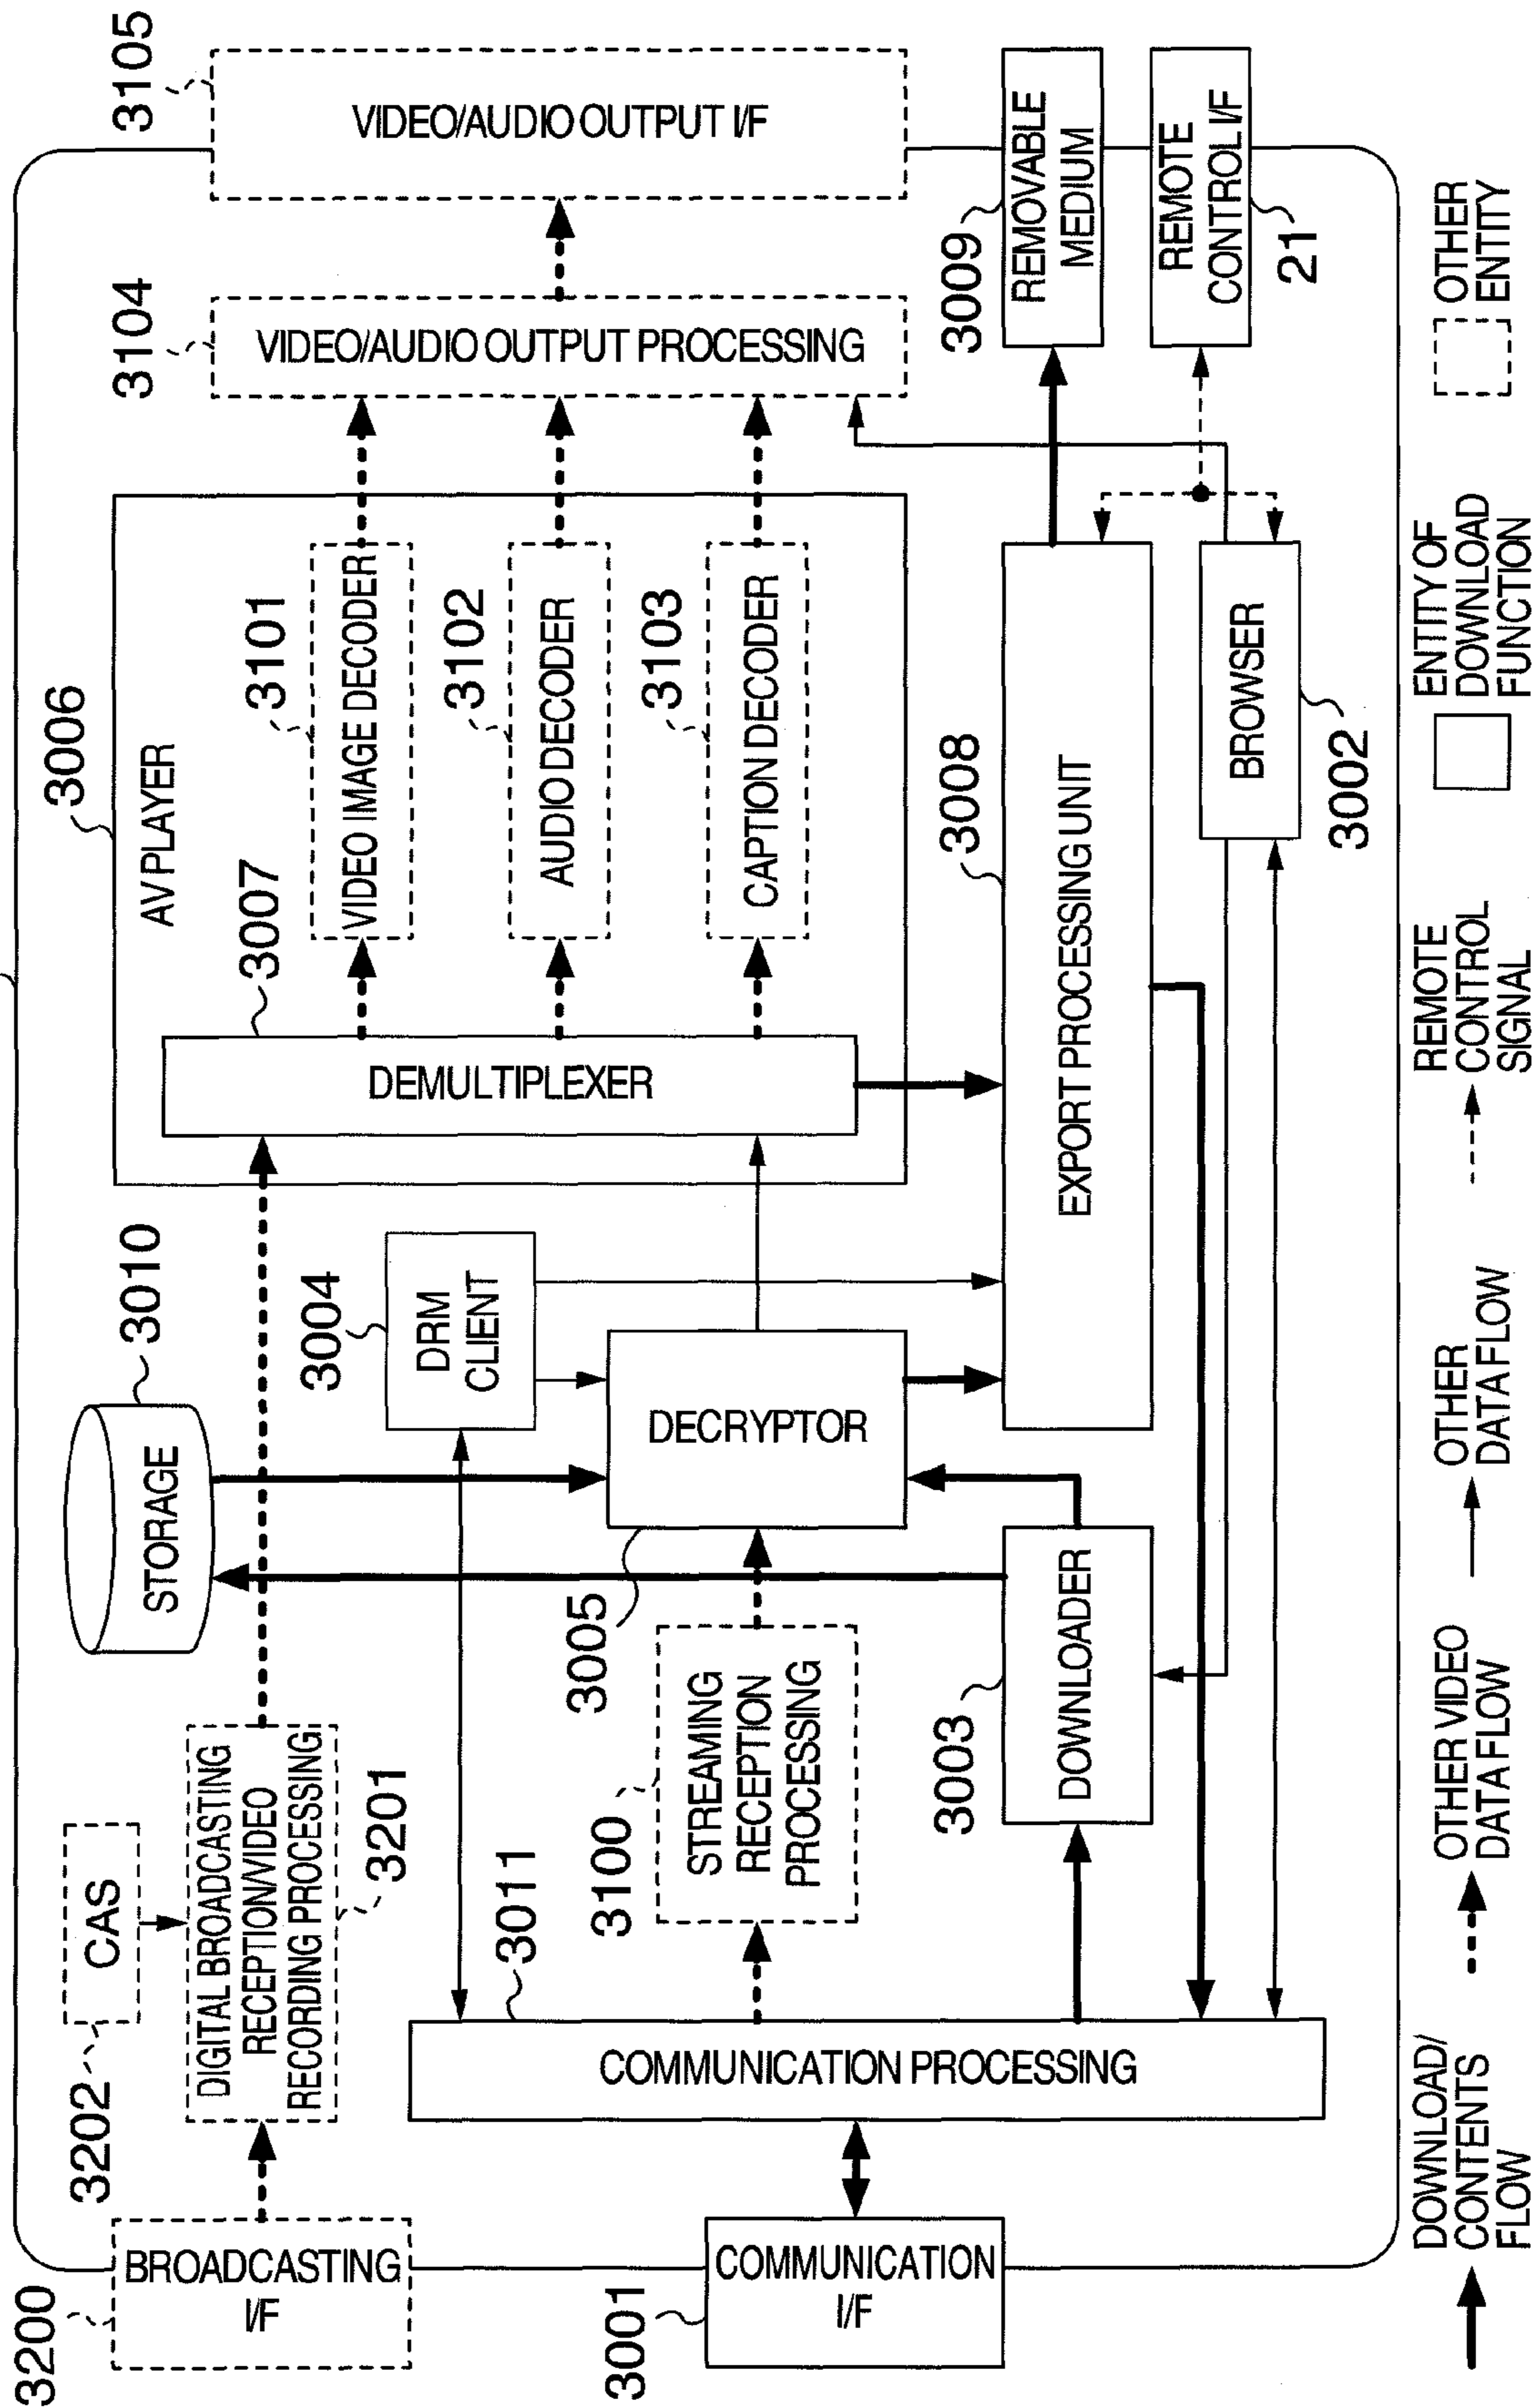 3200
BROADCASTING
I/F
3202
CAS
DIGITAL BROADCASTING
RECEPTION/VIDEO
RECORDING PROCESSING
3201
STORAGE
3010
3006
AV PLAYER
3007
DEMULTIPLEXER
3101
VIDEO IMAGE DECODER
3102
AUDIO DECODER
3103
CAPTION DECODER
3104
VIDEO/AUDIO OUTPUT PROCESSING
3105
VIDEO/AUDIO OUTPUT I/F
3001
COMMUNICATION
I/F
3011
COMMUNICATION PROCESSING
3100
STREAMING
RECEPTION
PROCESSING
3004
DRM
CLIENT
3005
DECRYPTOR
3003
DOWNLOADER
3008
EXPORT PROCESSING UNIT
3002
BROWSER
3009
REMOVABLE
MEDIUM
REMOTE
CONTROL I/F
21
DOWNLOAD/
CONTENTS
FLOW
OTHER VIDEO
DATA FLOW
OTHER
DATA FLOW
REMOTE
CONTROL
SIGNAL
ENTITY OF
DOWNLOAD
FUNCTION
OTHER
ENTITY